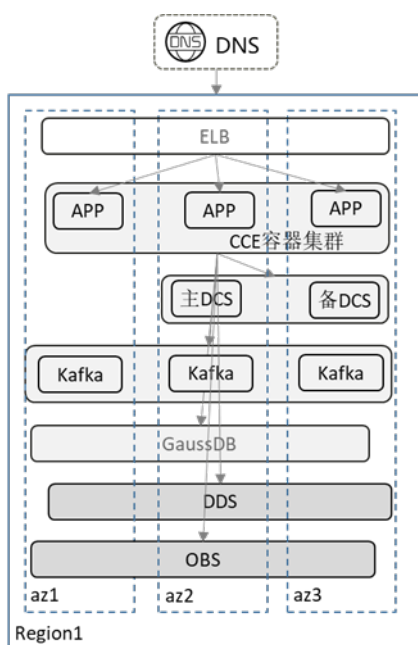 DNS DNS
ELB
APP APP APP
CCE容器集群
主DCS 备DCS
Kafka Kafka Kafka
GaussDB
DDS
OBS
az1 az2 az3
Region1